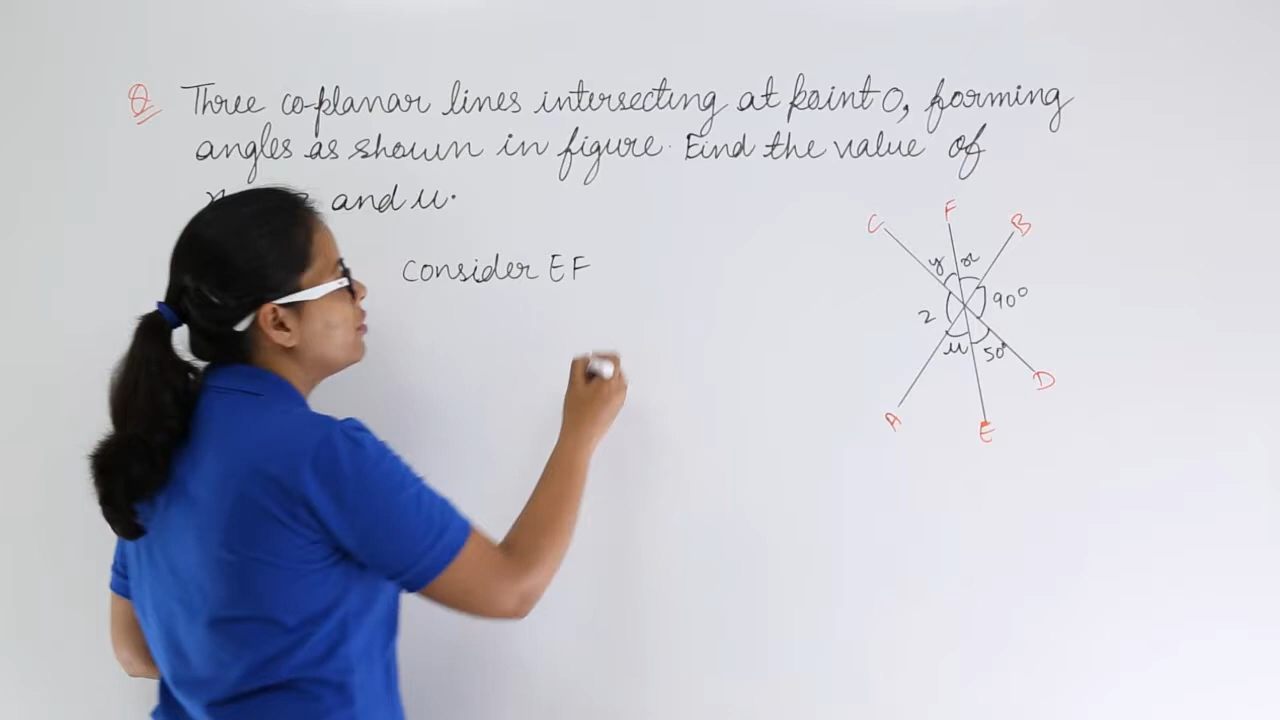 Q Three co-planar lines intersecting at point O, forming
angles as shown in figure. Find the value of
and u.
Consider EF
C F B
y x
z 90°
u 50°
D
A E